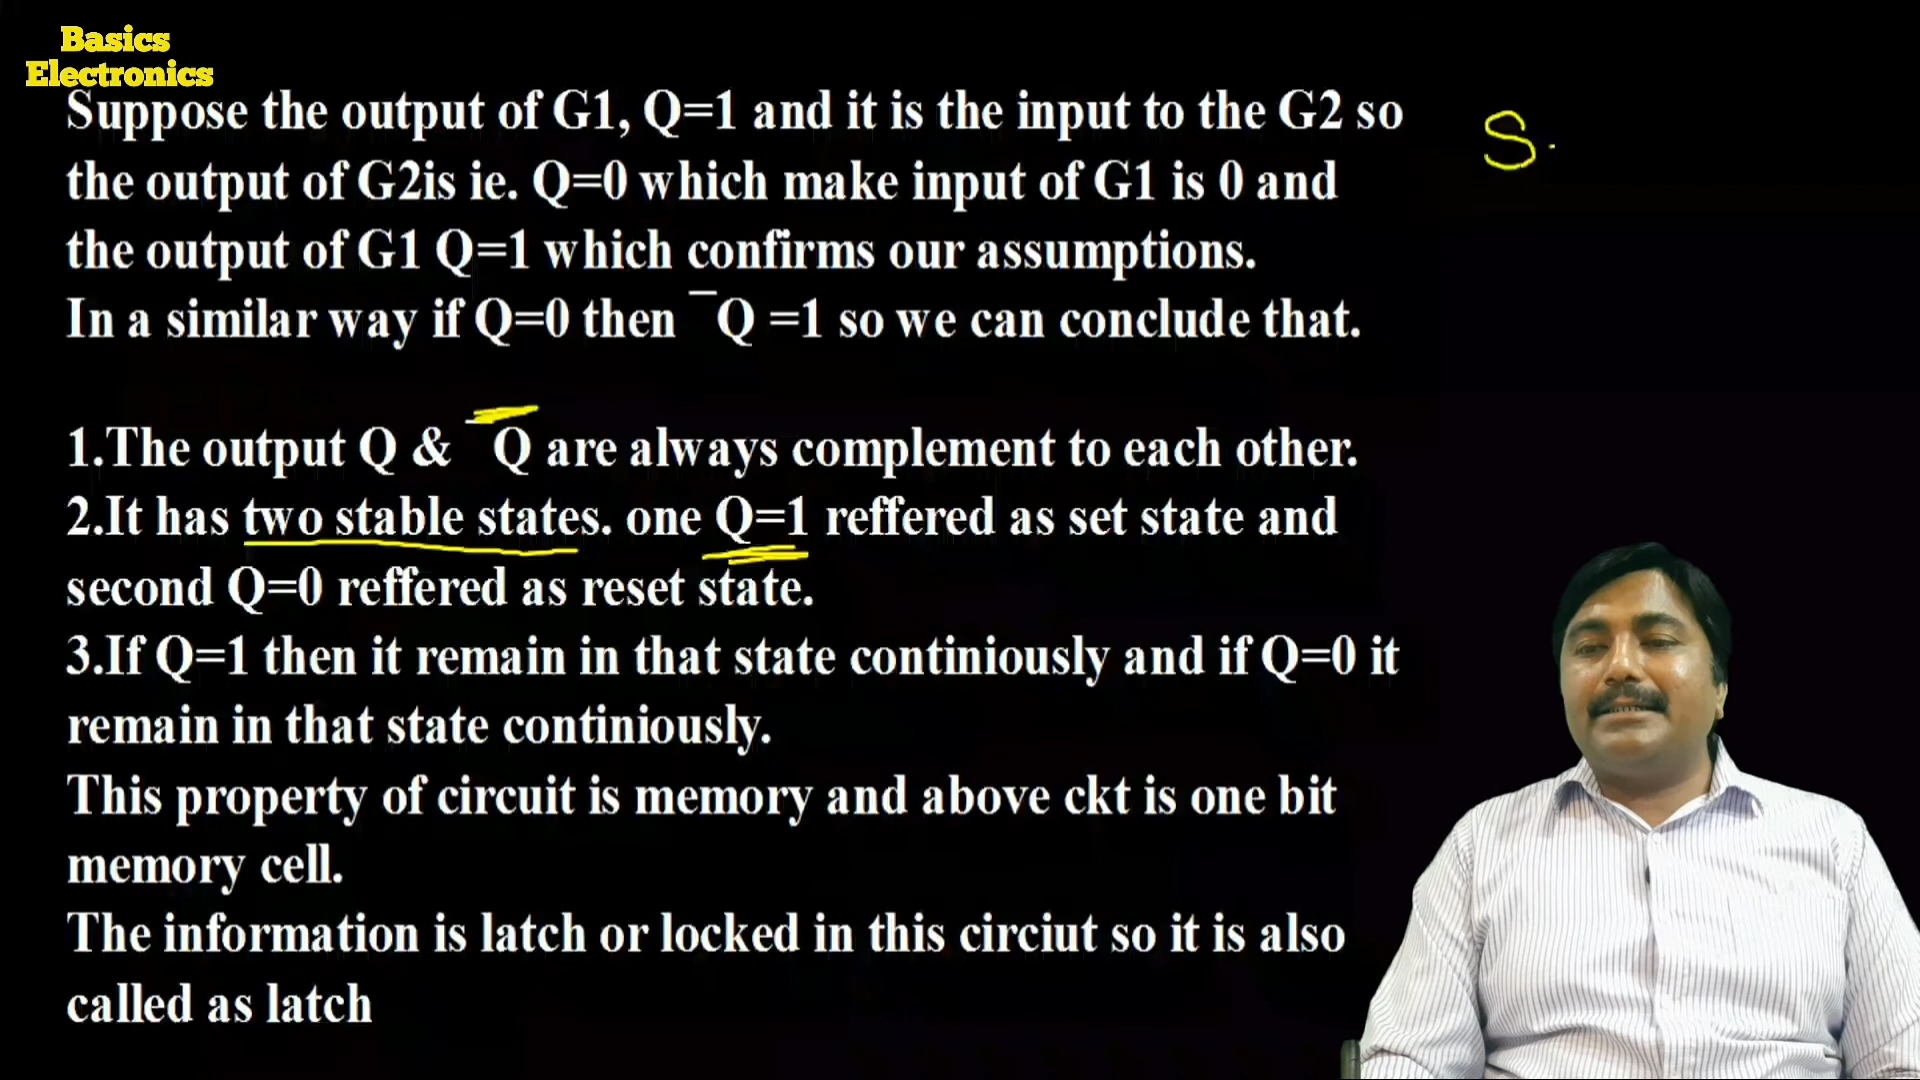 Basics
Electronics
Suppose the output of G1, Q=1 and it is the input to the G2 so
the output of G2is ie. Q=0 which make input of G1 is 0 and
the output of G1 Q=1 which confirms our assumptions.
In a similar way if Q=0 then ¯Q =1 so we can conclude that.
1.The output Q & ¯Q are always complement to each other.
2.It has two stable states. one Q=1 reffered as set state and
second Q=0 reffered as reset state.
3.If Q=1 then it remain in that state continiously and if Q=0 it
remain in that state continiously.
This property of circuit is memory and above ckt is one bit
memory cell.
The information is latch or locked in this circiut so it is also
called as latch
S.